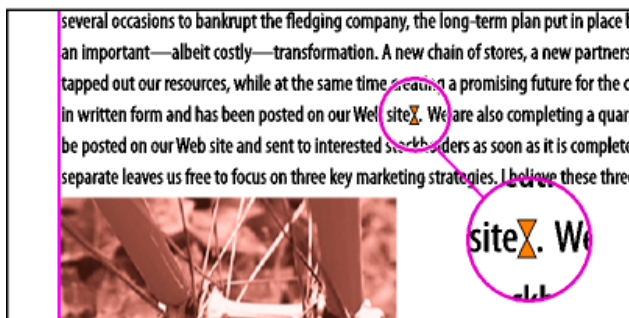 several occasions to bankrupt the fledging company, the long-term plan put in place
an important—albeit costly—transformation. A new chain of stores, a new partners
tapped out our resources, while at the same time creating a promising future for the
in written form and has been posted on our Web site. We are also completing a quar
be posted on our Web site and sent to interested stockholders as soon as it is complete
separate leaves us free to focus on three key marketing strategies. I believe these three
site. We